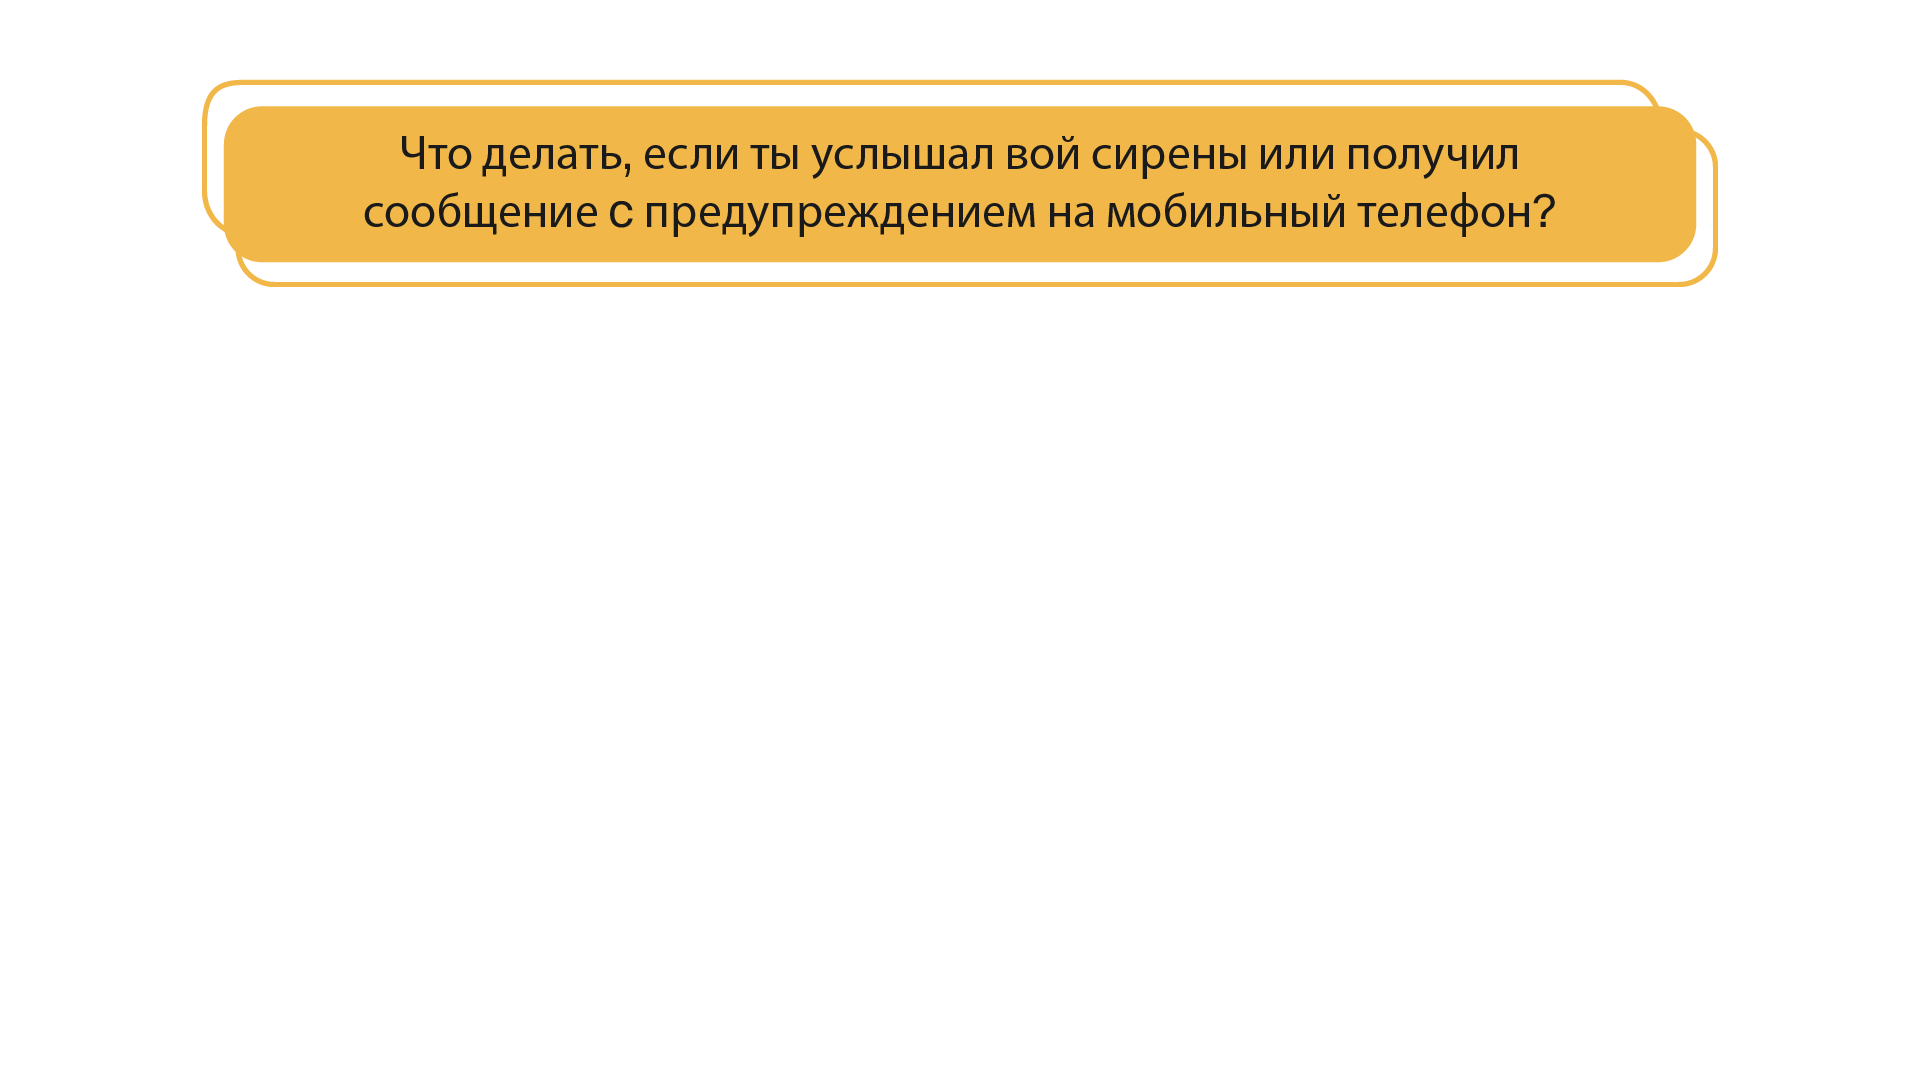 Что делать, если ты услышал вой сирены или получил
сообщение с предупреждением на мобильный телефон?